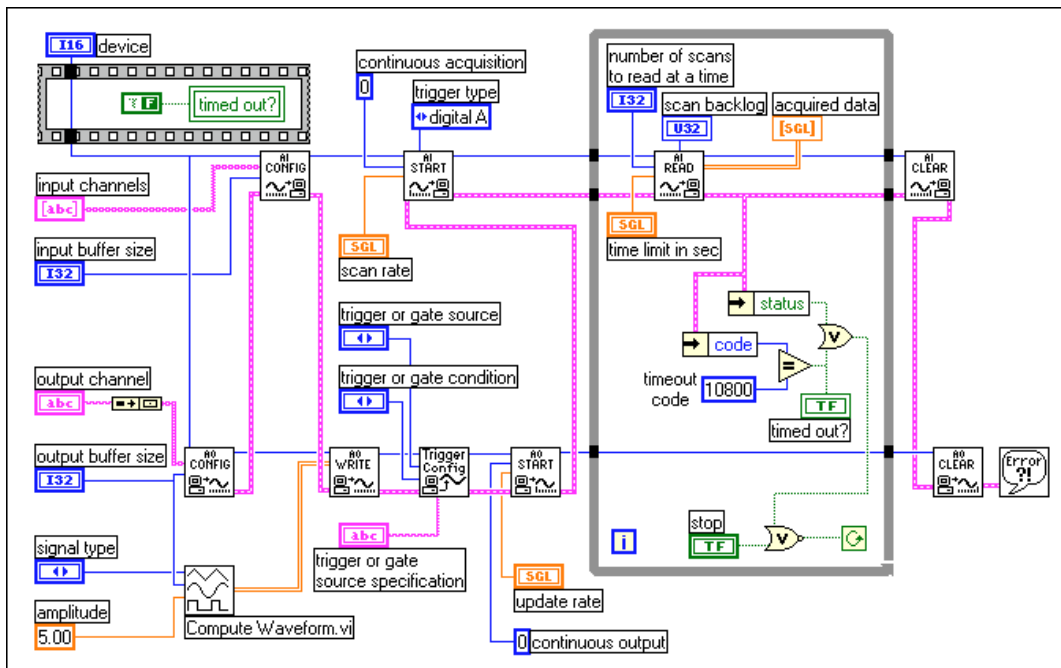 I16 device
F timed out?
input channels
[abc]
input buffer size
I32
AI
CONFIG
continuous acquisition
0
trigger type
digital A
AI
START
SGL
scan rate
number of scans
to read at a time
I32
scan backlog
U32
acquired data
[SGL]
AI
READ
SGL
time limit in sec
AI
CLEAR
status
V
code
=
timeout
code
10800
TF
timed out?
trigger or gate source
trigger or gate condition
output channel
abc
output buffer size
I32
AO
CONFIG
AO
WRITE
Trigger
Config
AO
START
AO
CLEAR
Error
?!
signal type
amplitude
5.00
Compute Waveform.vi
abc
trigger or gate
source specification
SGL
update rate
0 continuous output
i
stop
TF
V